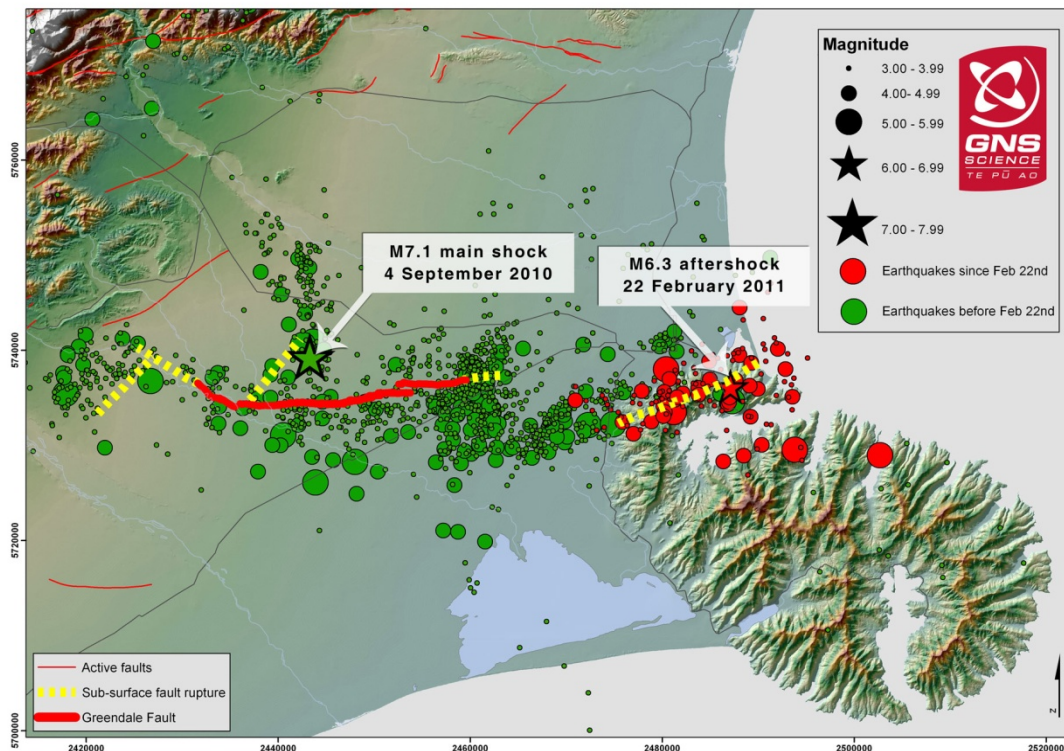 Magnitude
3.00 - 3.99
4.00 - 4.99
5.00 - 5.99
6.00 - 6.99
7.00 - 7.99
Earthquakes since Feb 22nd
Earthquakes before Feb 22nd
GNS
SCIENCE
TE PŪ AO
M7.1 main shock
4 September 2010
M6.3 aftershock
22 February 2011
Active faults
Sub-surface fault rupture
Greendale Fault
5760000
5740000
5720000
5700000
2420000
2440000
2460000
2480000
2500000
2520000
N